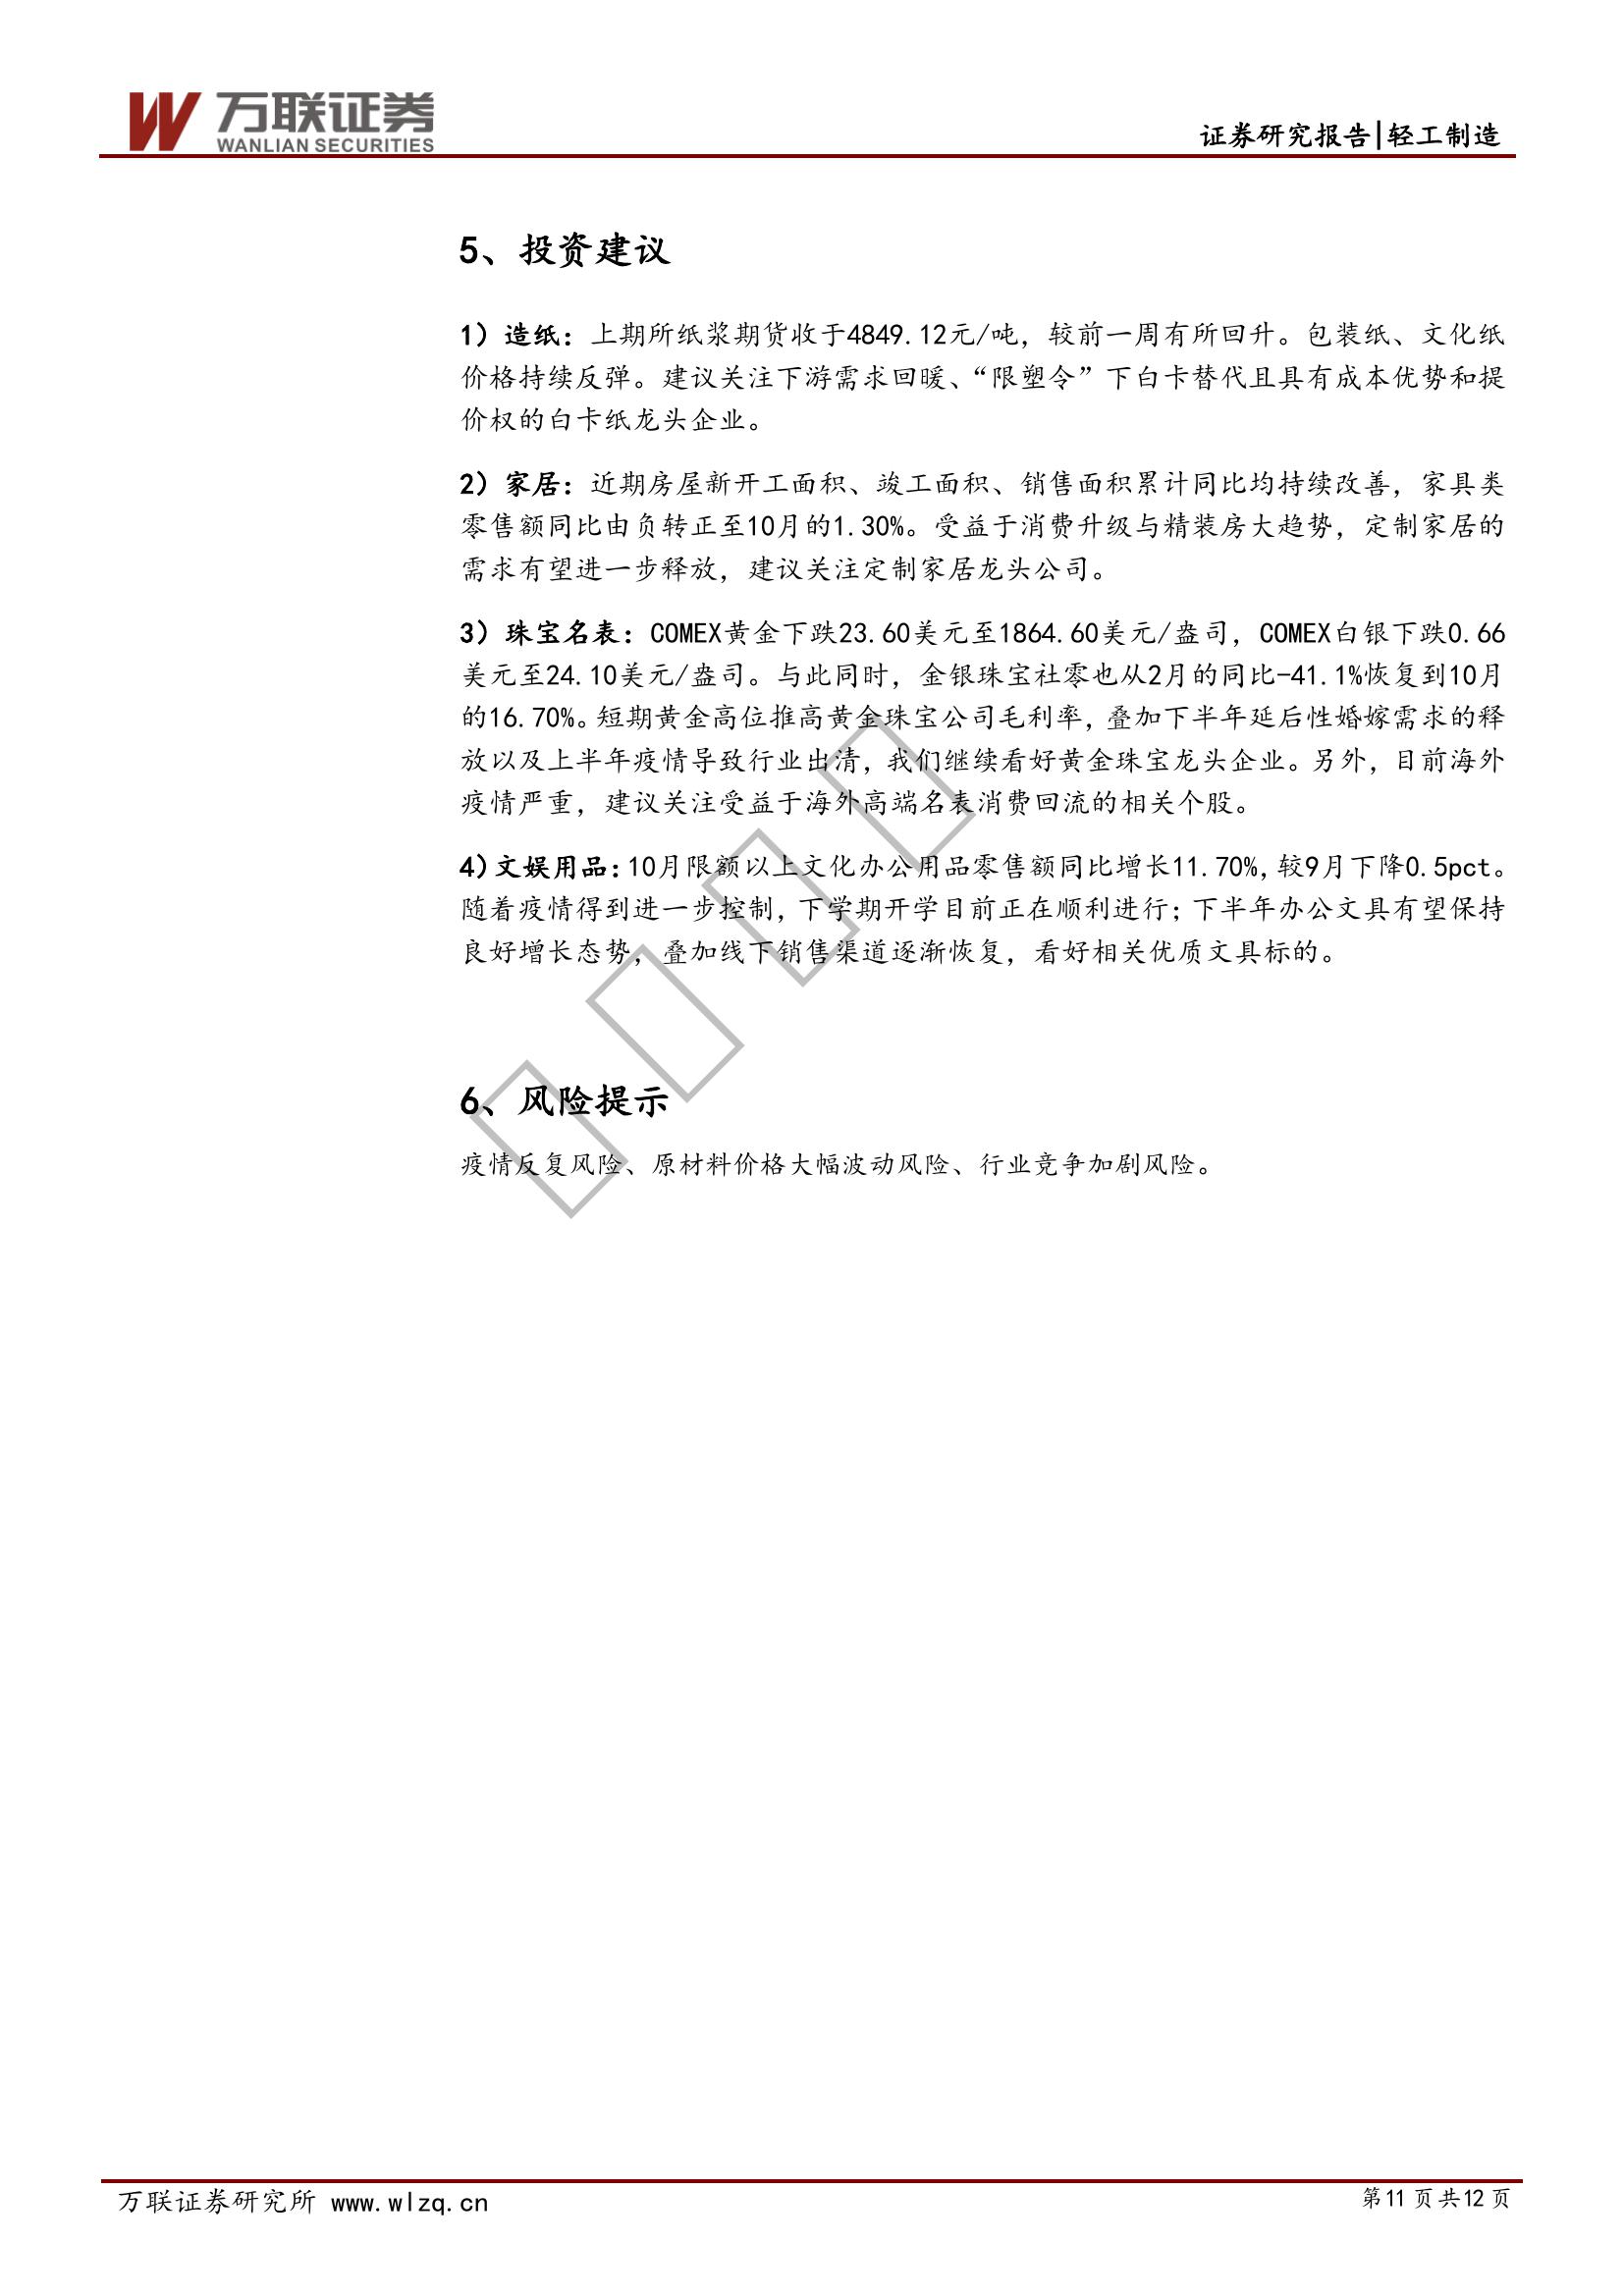 万联证券
WANLIAN SECURITIES
证券研究报告|轻工制造
5、投资建议
1）造纸：上期所纸浆期货收于4849.12元/吨，较前一周有所回升。包装纸、文化纸
价格持续反弹。建议关注下游需求回暖、“限塑令”下白卡替代且具有成本优势和提
价权的白卡纸龙头企业。
2）家居：近期房屋新开工面积、竣工面积、销售面积累计同比均持续改善，家具类
零售额同比由负转正至10月的1.30%。受益于消费升级与精装房大趋势，定制家居的
需求有望进一步释放，建议关注定制家居龙头公司。
3）珠宝名表：COMEX黄金下跌23.60美元至1864.60美元/盎司，COMEX白银下跌0.66
美元至24.10美元/盎司。与此同时，金银珠宝社零也从2月的同比-41.1%恢复到10月
的16.70%。短期黄金高位推高黄金珠宝公司毛利率，叠加下半年延后性婚嫁需求的释
放以及上半年疫情导致行业出清，我们继续看好黄金珠宝龙头企业。另外，目前海外
疫情严重，建议关注受益于海外高端名表消费回流的相关个股。
4）文娱用品：10月限额以上文化办公用品零售额同比增长11.70%，较9月下降0.5pct。
随着疫情得到进一步控制，下学期开学目前正在顺利进行；下半年办公文具有望保持
良好增长态势，叠加线下销售渠道逐渐恢复，看好相关优质文具标的。
6、风险提示
疫情反复风险、原材料价格大幅波动风险、行业竞争加剧风险。
万联证券研究所 www.wlzq.cn
第11 页共12 页